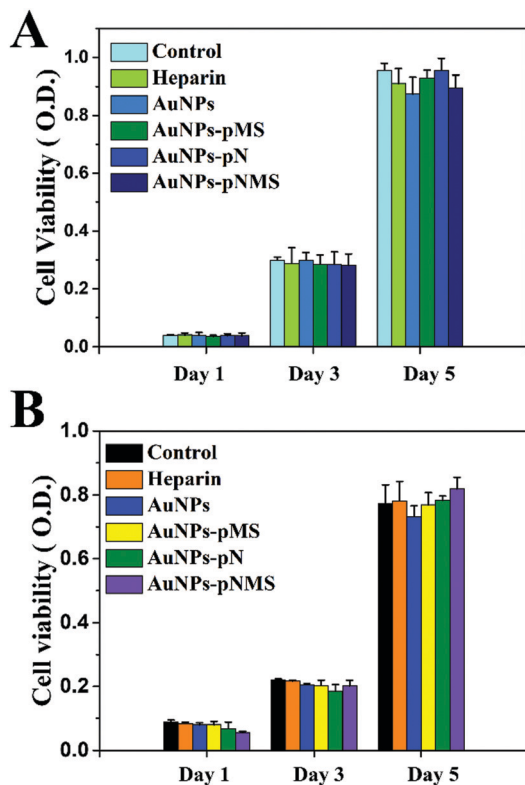 A
Cell Viability ( O.D.)
1.0
0.8
0.6
0.4
0.2
0.0
Control
Heparin
AuNPs
AuNPs-pMS
AuNPs-pN
AuNPs-pNMS
Day 1 Day 3 Day 5
B
Cell viability ( O.D.)
1.0
0.8
0.6
0.4
0.2
0.0
Control
Heparin
AuNPs
AuNPs-pMS
AuNPs-pN
AuNPs-pNMS
Day 1 Day 3 Day 5